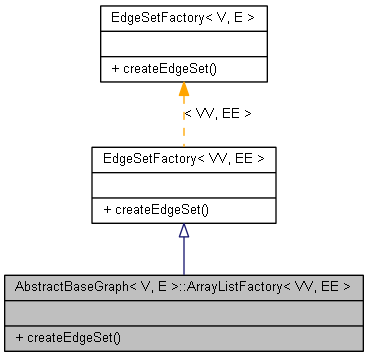 EdgeSetFactory< V, E >
+ createEdgeSet()
< VV, EE >
EdgeSetFactory< VV, EE >
+ createEdgeSet()
AbstractBaseGraph< V, E >::ArrayListFactory< VV, EE >
+ createEdgeSet()